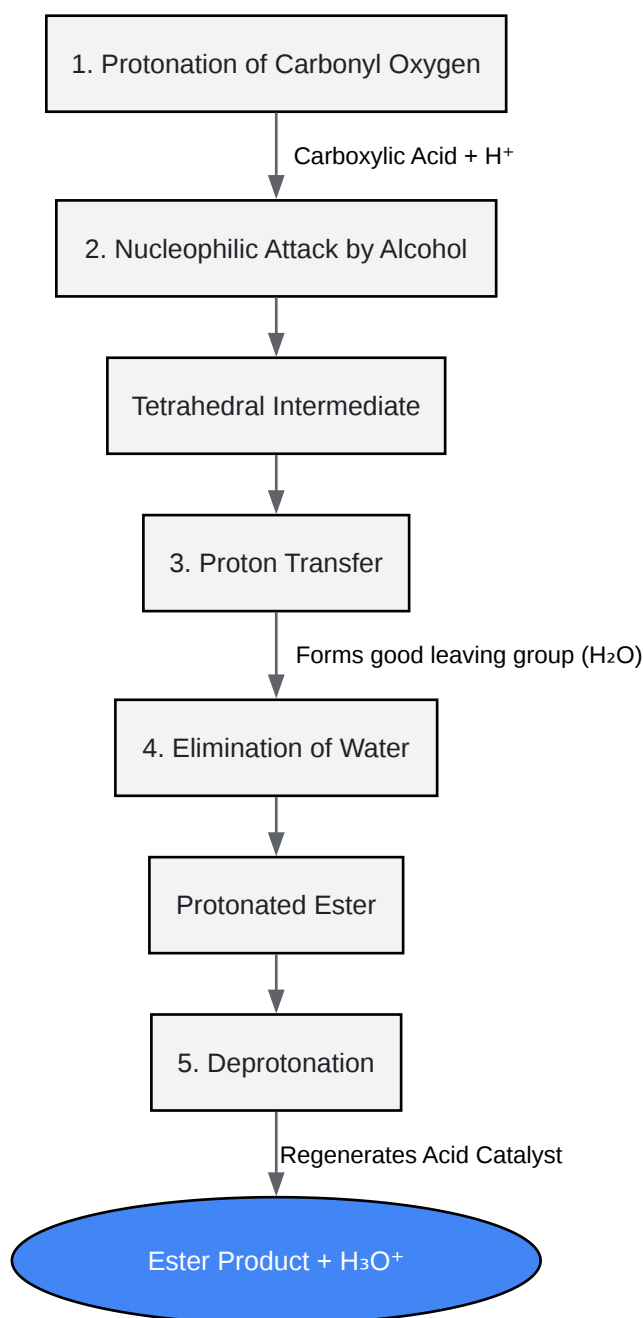 1. Protonation of Carbonyl Oxygen
Carboxylic Acid + H⁺
2. Nucleophilic Attack by Alcohol
Tetrahedral Intermediate
3. Proton Transfer
Forms good leaving group (H₂O)
4. Elimination of Water
Protonated Ester
5. Deprotonation
Regenerates Acid Catalyst
Ester Product + H₃O⁺